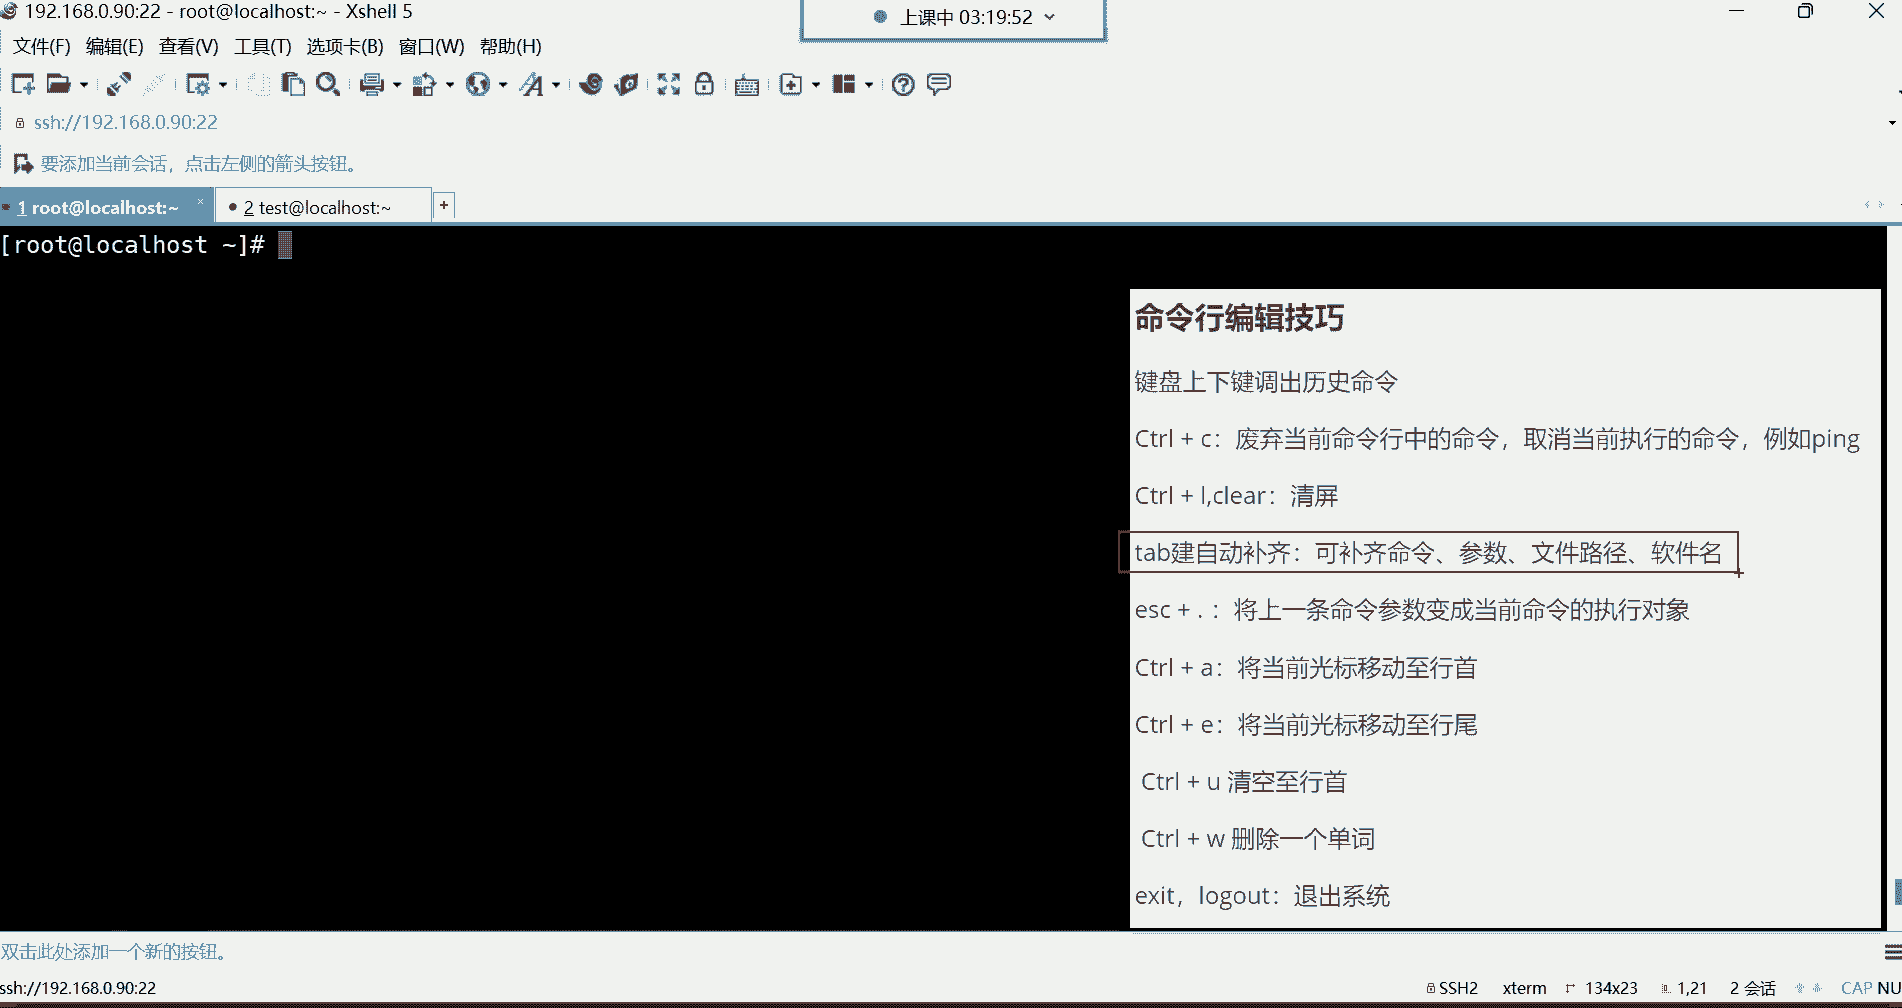 192.168.0.90:22 - root@localhost:~ - Xshell 5
上课中 03:19:52
文件(F) 编辑(E) 查看(V) 工具(T) 选项卡(B) 窗口(W) 帮助(H)
ssh://192.168.0.90:22
要添加当前会话，点击左侧的箭头按钮。
1 root@localhost:~ × 2 test@localhost:~ +
[root@localhost ~]#
命令行编辑技巧
键盘上下键调出历史命令
Ctrl + c：废弃当前命令行中的命令，取消当前执行的命令，例如ping
Ctrl + l,clear：清屏
tab建自动补齐：可补齐命令、参数、文件路径、软件名
esc + .：将上一条命令参数变成当前命令的执行对象
Ctrl + a：将当前光标移动至行首
Ctrl + e：将当前光标移动至行尾
Ctrl + u 清空至行首
Ctrl + w 删除一个单词
exit，logout：退出系统
双击此处添加一个新的按钮。
ssh://192.168.0.90:22 SSH2 xterm 134x23 1,21 2 会话 CAP NU